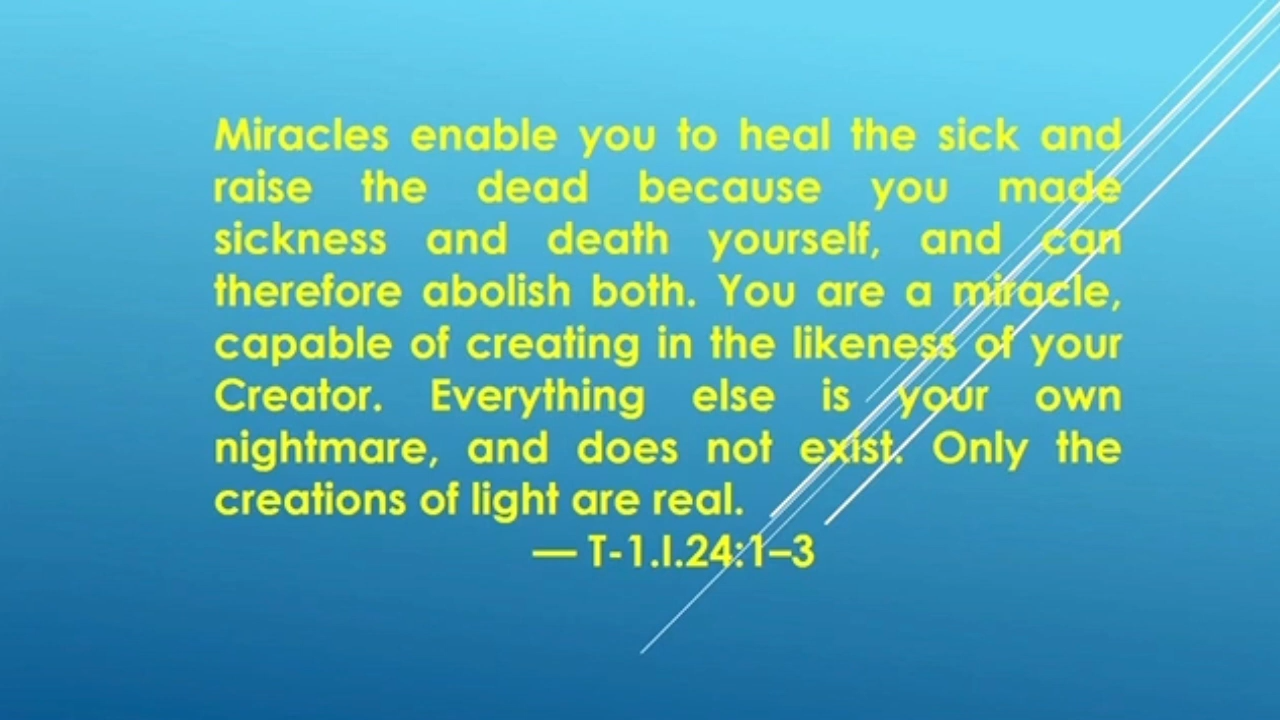 Miracles enable you to heal the sick and
raise the dead because you made
sickness and death yourself, and can
therefore abolish both. You are a miracle,
capable of creating in the likeness of your
Creator. Everything else is your own
nightmare, and does not exist. Only the
creations of light are real.
— T-1.I.24:1–3